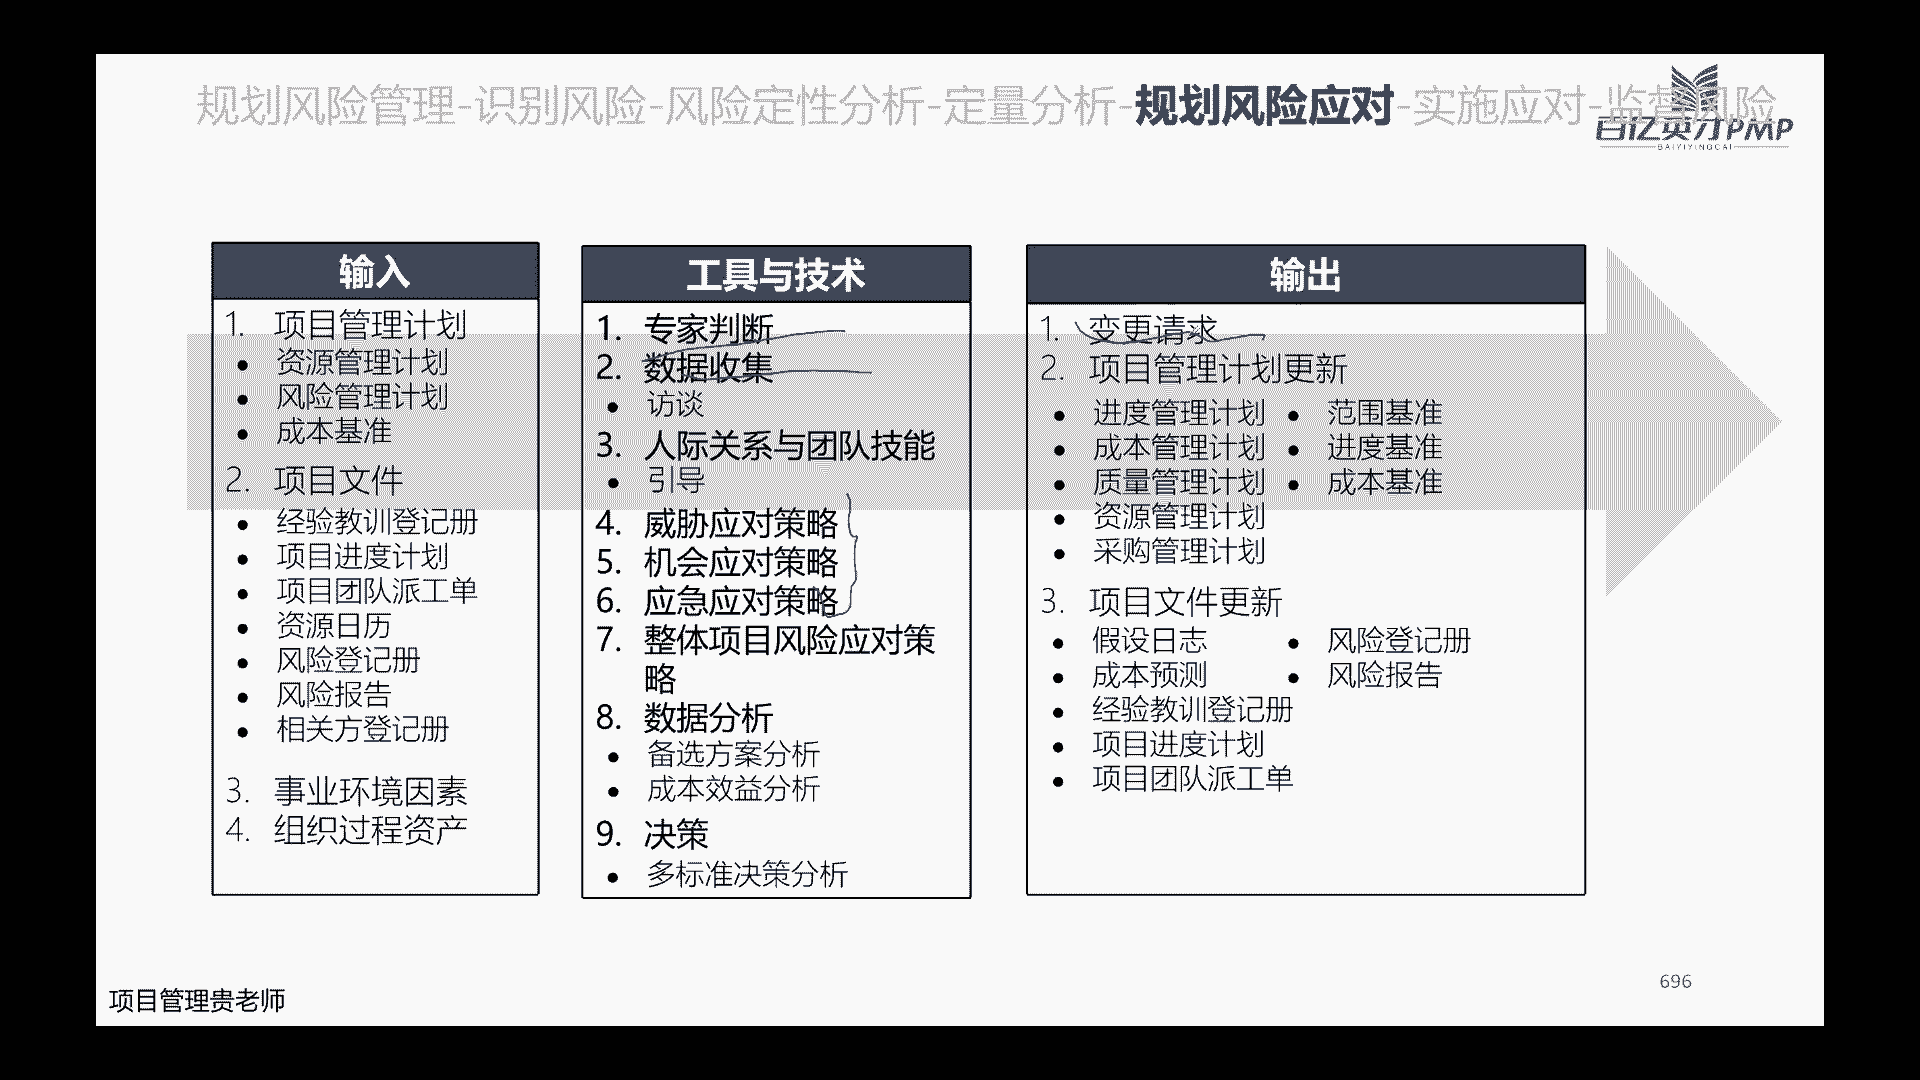 规划风险管理-识别风险-风险定性分析-定量分析-规划风险应对-实施应对-监督风险
百亿英才PMP
BAIYIYINGCAI
输入
1. 项目管理计划
• 资源管理计划
• 风险管理计划
• 成本基准
2. 项目文件
• 经验教训登记册
• 项目进度计划
• 项目团队派工单
• 资源日历
• 风险登记册
• 风险报告
• 相关方登记册
3. 事业环境因素
4. 组织过程资产
工具与技术
1. 专家判断
2. 数据收集
• 访谈
3. 人际关系与团队技能
• 引导
4. 威胁应对策略
5. 机会应对策略
6. 应急应对策略
7. 整体项目风险应对策
略
8. 数据分析
• 备选方案分析
• 成本效益分析
9. 决策
• 多标准决策分析
输出
1. 变更请求
2. 项目管理计划更新
• 进度管理计划 • 范围基准
• 成本管理计划 • 进度基准
• 质量管理计划 • 成本基准
• 资源管理计划
• 采购管理计划
3. 项目文件更新
• 假设日志 • 风险登记册
• 成本预测 • 风险报告
• 经验教训登记册
• 项目进度计划
• 项目团队派工单
696
项目管理贵老师